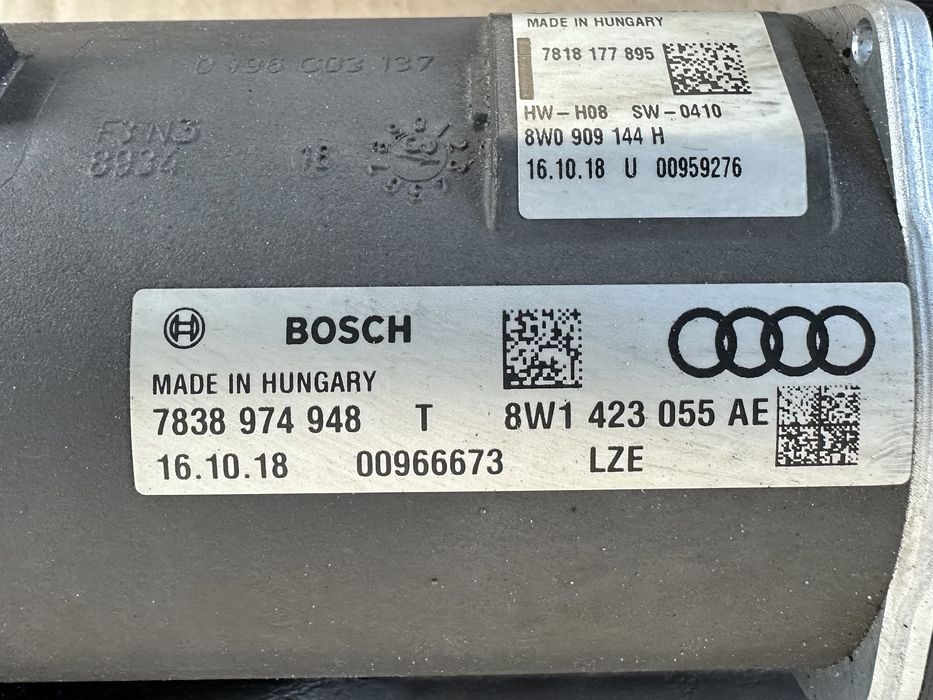 MADE IN HUNGARY
7818 177 895
HW-H08 SW-0410
8W0 909 144 H
16.10.18 U 00959276
8934
18
BOSCH
MADE IN HUNGARY
7838 974 948 T 8W1 423 055 AE
16.10.18 00966673 LZE